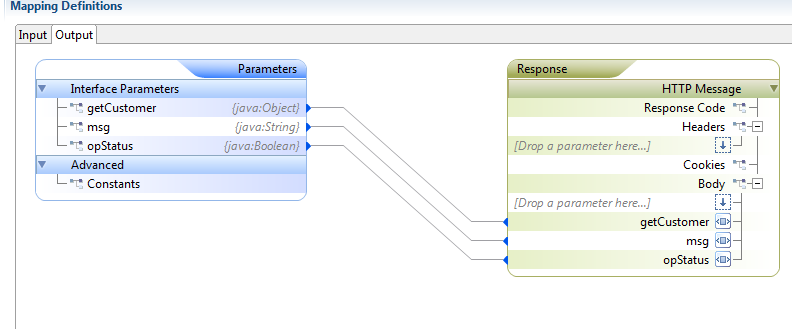 Mapping Definitions
Input Output
Parameters
Interface Parameters
getCustomer {java:Object}
msg {java:String}
opStatus {java:Boolean}
Advanced
Constants
Response
HTTP Message
Response Code
Headers
[Drop a parameter here...]
Cookies
Body
[Drop a parameter here...]
getCustomer
msg
opStatus